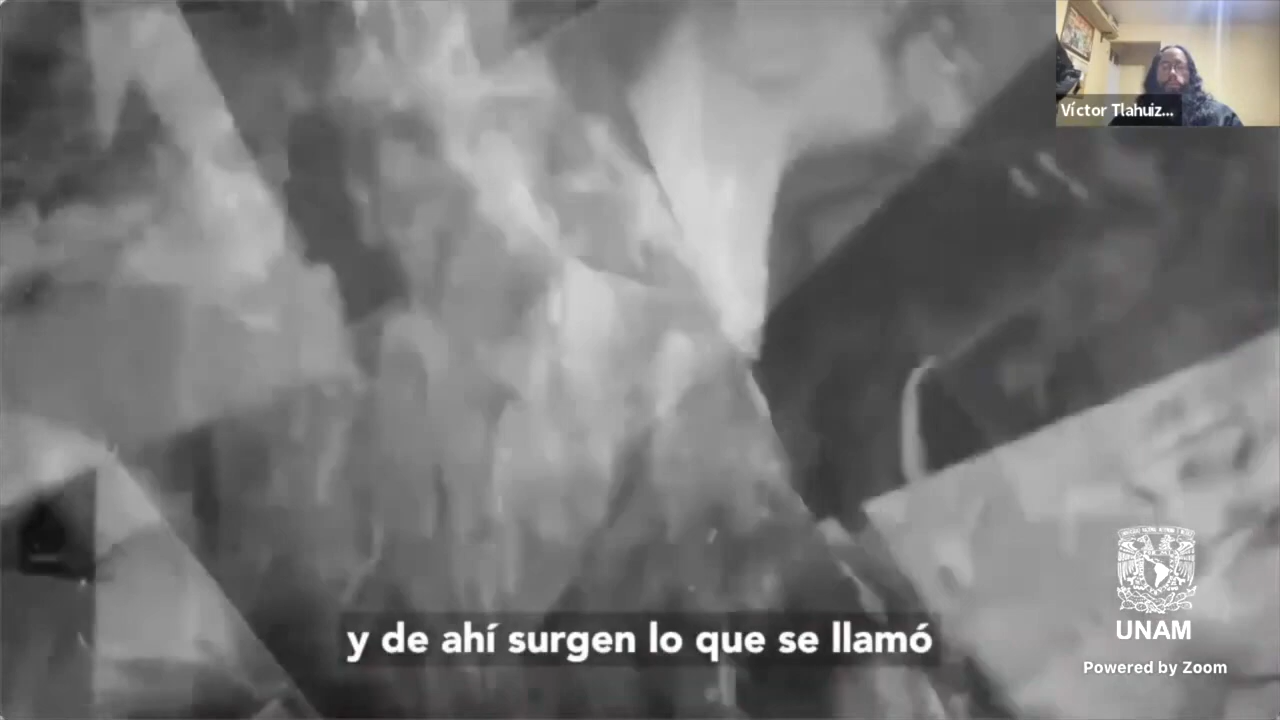 Víctor Tlahuiz...
y de ahí surgen lo que se llamó
UNAM
Powered by Zoom